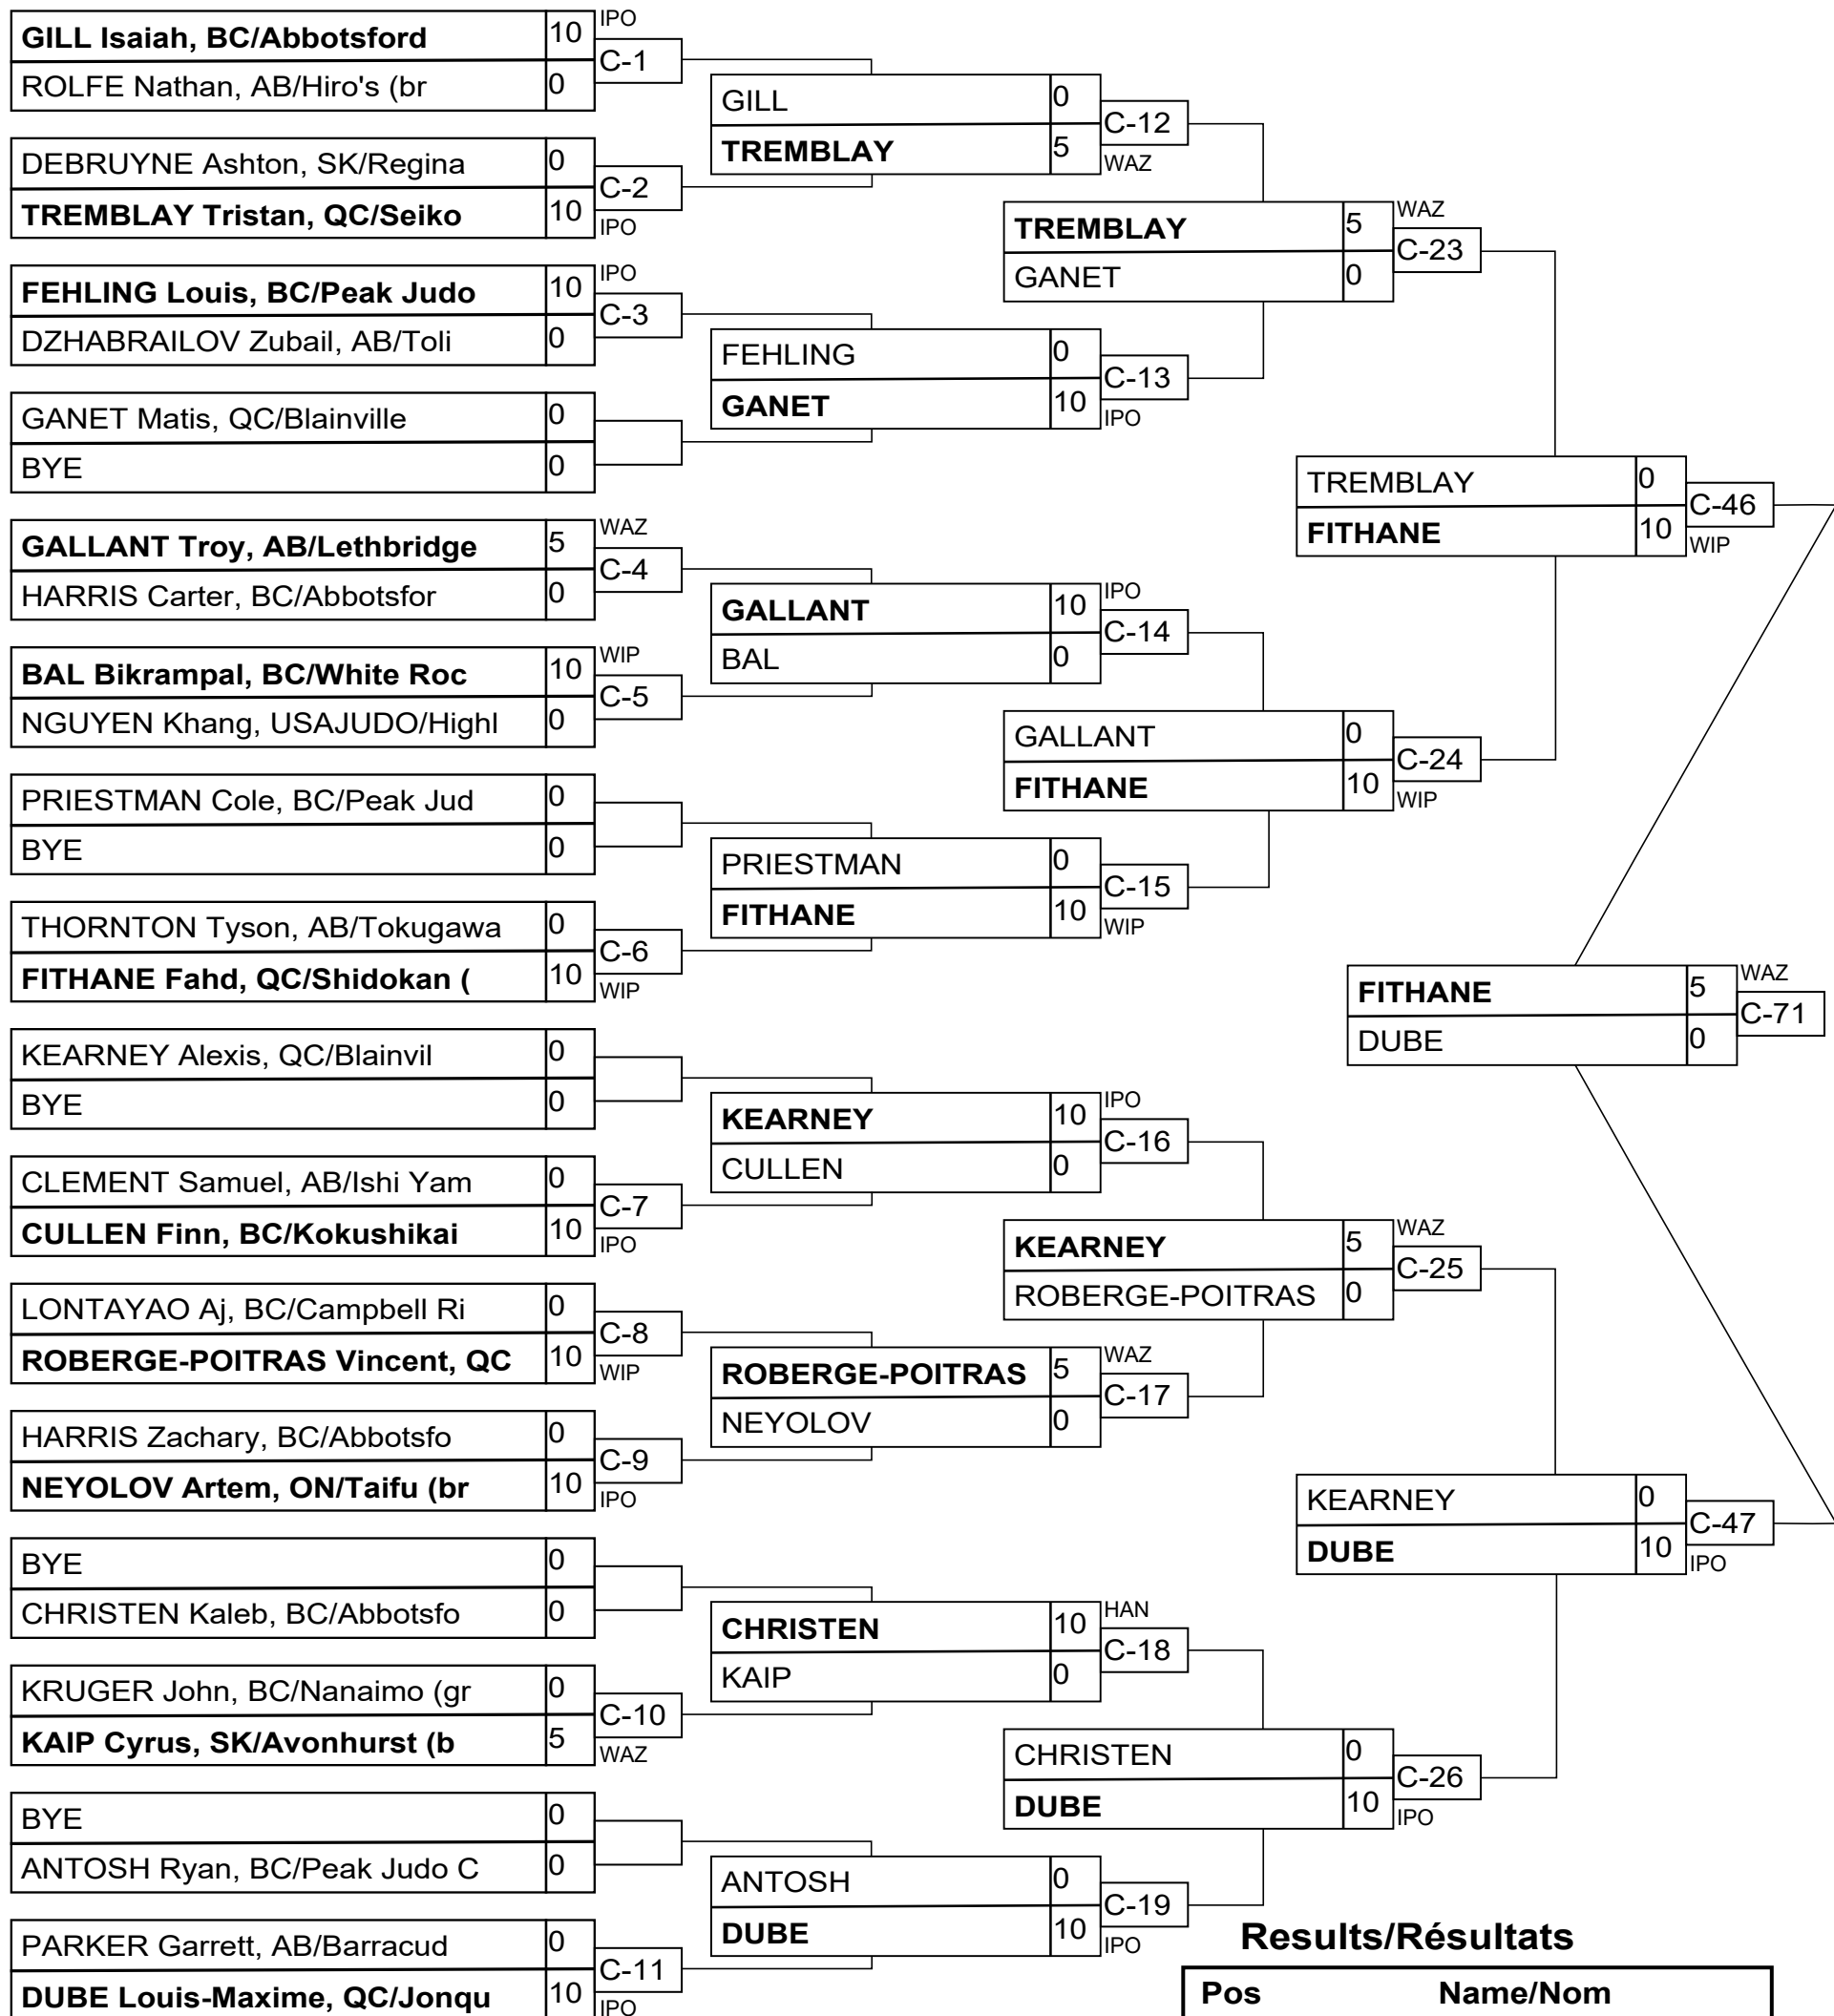 GILL Isaiah, BC/Abbotsford 10 IPO
C-1
ROLFE Nathan, AB/Hiro's (br 0
DEBRUYNE Ashton, SK/Regina 0
C-2
TREMBLAY Tristan, QC/Seiko 10 IPO
FEHLING Louis, BC/Peak Judo 10 IPO
C-3
DZHABRAILOV Zubail, AB/Toli 0
GANET Matis, QC/Blainville 0
BYE 0
GALLANT Troy, AB/Lethbridge 5 WAZ
C-4
HARRIS Carter, BC/Abbotsfor 0
BAL Bikrampal, BC/White Roc 10 WIP
C-5
NGUYEN Khang, USAJUDO/Highl 0
PRIESTMAN Cole, BC/Peak Jud 0
BYE 0
THORNTON Tyson, AB/Tokugawa 0
C-6
FITHANE Fahd, QC/Shidokan ( 10 WIP
KEARNEY Alexis, QC/Blainvil 0
BYE 0
CLEMENT Samuel, AB/Ishi Yam 0
C-7
CULLEN Finn, BC/Kokushikai 10 IPO
LONTAYAO Aj, BC/Campbell Ri 0
C-8
ROBERGE-POITRAS Vincent, QC 10 WIP
HARRIS Zachary, BC/Abbotsfo 0
C-9
NEYOLOV Artem, ON/Taifu (br 10 IPO
BYE 0
CHRISTEN Kaleb, BC/Abbotsfo 0
KRUGER John, BC/Nanaimo (gr 0
C-10
KAIP Cyrus, SK/Avonhurst (b 5 WAZ
BYE 0
ANTOSH Ryan, BC/Peak Judo C 0
PARKER Garrett, AB/Barracud 0
C-11
DUBE Louis-Maxime, QC/Jonqu 10 IPO
GILL 0
C-12
TREMBLAY 5 WAZ
FEHLING 0
C-13
GANET 10 IPO
GALLANT 10 IPO
C-14
BAL 0
PRIESTMAN 0
C-15
FITHANE 10 WIP
KEARNEY 10 IPO
C-16
CULLEN 0
ROBERGE-POITRAS 5 WAZ
C-17
NEYOLOV 0
CHRISTEN 10 HAN
C-18
KAIP 0
ANTOSH 0
C-19
DUBE 10 IPO
TREMBLAY 5 WAZ
C-23
GANET 0
GALLANT 0
C-24
FITHANE 10 WIP
KEARNEY 5 WAZ
C-25
ROBERGE-POITRAS 0
CHRISTEN 0
C-26
DUBE 10 IPO
TREMBLAY 0
C-46
FITHANE 10 WIP
KEARNEY 0
C-47
DUBE 10 IPO
FITHANE 5 WAZ
C-71
DUBE 0
Results/Résultats
Pos Name/Nom